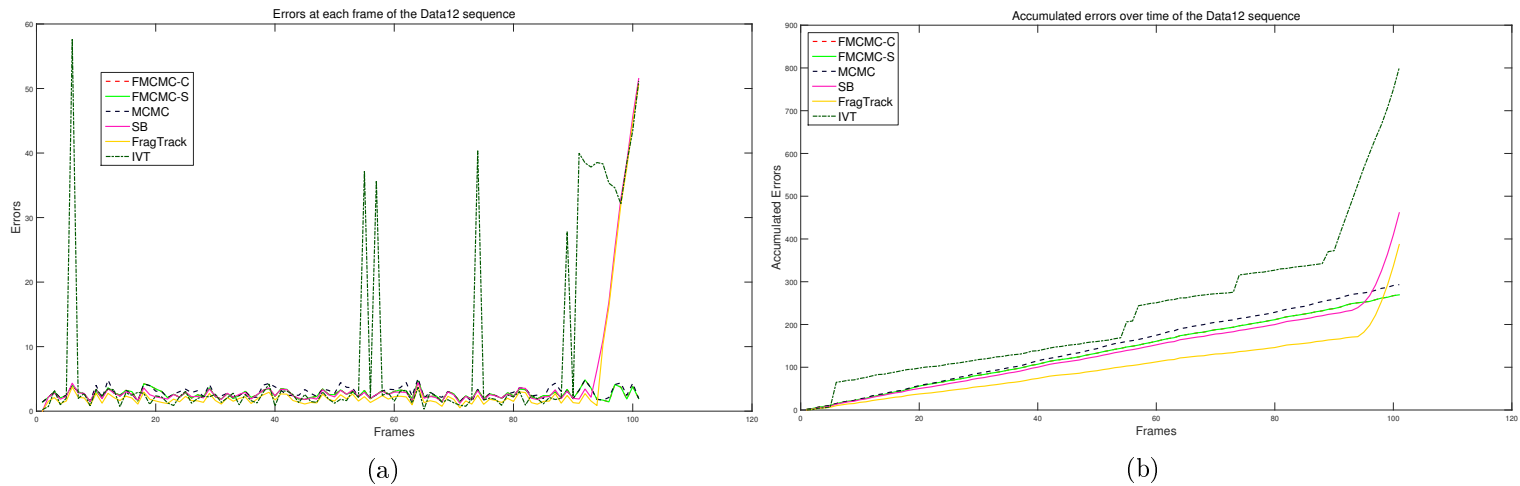 Errors at each frame of the Data12 sequence
60
50
40
30
20
10
0
Errors
FMCMC-C
FMCMC-S
MCMC
SB
FragTrack
IVT
0 20 40 60 80 100 120
Frames
(a)
Accumulated errors over time of the Data12 sequence
900
800
700
600
500
400
300
200
100
0
Accumulated Errors
FMCMC-C
FMCMC-S
MCMC
SB
FragTrack
IVT
0 20 40 60 80 100 120
Frames
(b)